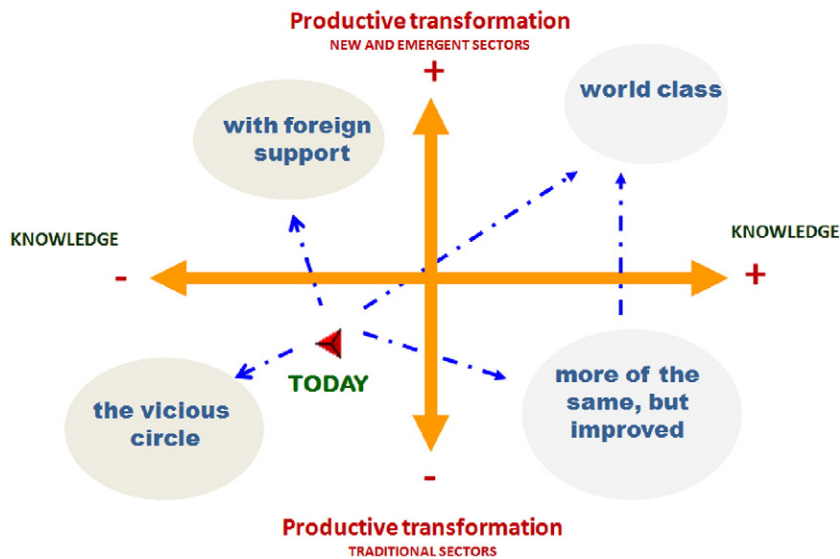 Productive transformation
NEW AND EMERGENT SECTORS
+
world class
with foreign
support
KNOWLEDGE
-
KNOWLEDGE
+
TODAY
the vicious
circle
more of the
same, but
improved
-
Productive transformation
TRADITIONAL SECTORS